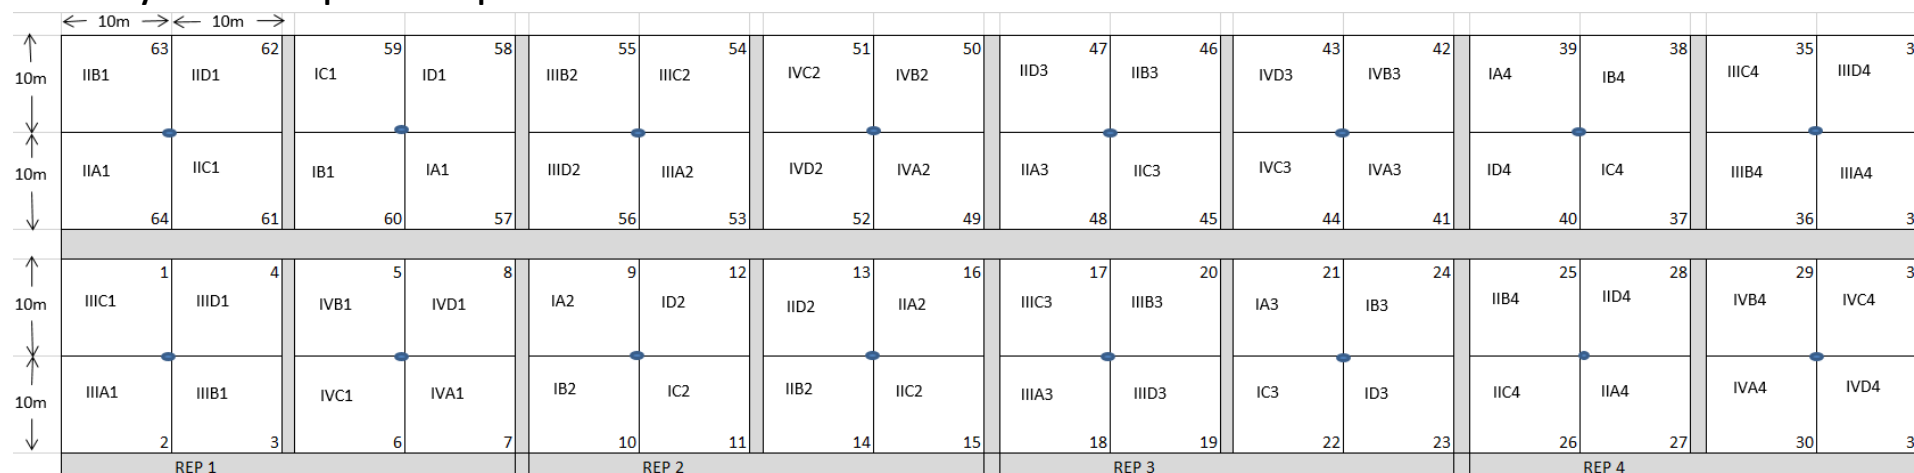 10m 10m
63 62 59 58 55 54 51 50 47 46 43 42 39 38 35
IIB1 IID1 IC1 ID1 IIIB2 IIIC2 IVC2 IVB2 IID3 IIB3 IVD3 IVB3 IA4 IB4 IIIC4 IIID4
10m
10m
IIA1 IIC1 IB1 IA1 IIID2 IIIA2 IVD2 IVA2 IIA3 IIC3 IVC3 IVA3 ID4 IC4 IIIB4 IIIA4
64 61 60 57 56 53 52 49 48 45 44 41 40 37 36
1 4 5 8 9 12 13 16 17 20 21 24 25 28 29
10m
IIIC1 IIID1 IVB1 IVD1 IA2 ID2 IID2 IIA2 IIIC3 IIIB3 IA3 IB3 IIB4 IID4 IVB4 IVC4
10m
IIIA1 IIIB1 IVC1 IVA1 IB2 IC2 IIB2 IIC2 IIIA3 IIID3 IC3 ID3 IIC4 IIA4 IVA4 IVD4
2 3 6 7 10 11 14 15 18 19 22 23 26 27 30
REP 1 REP 2 REP 3 REP 4